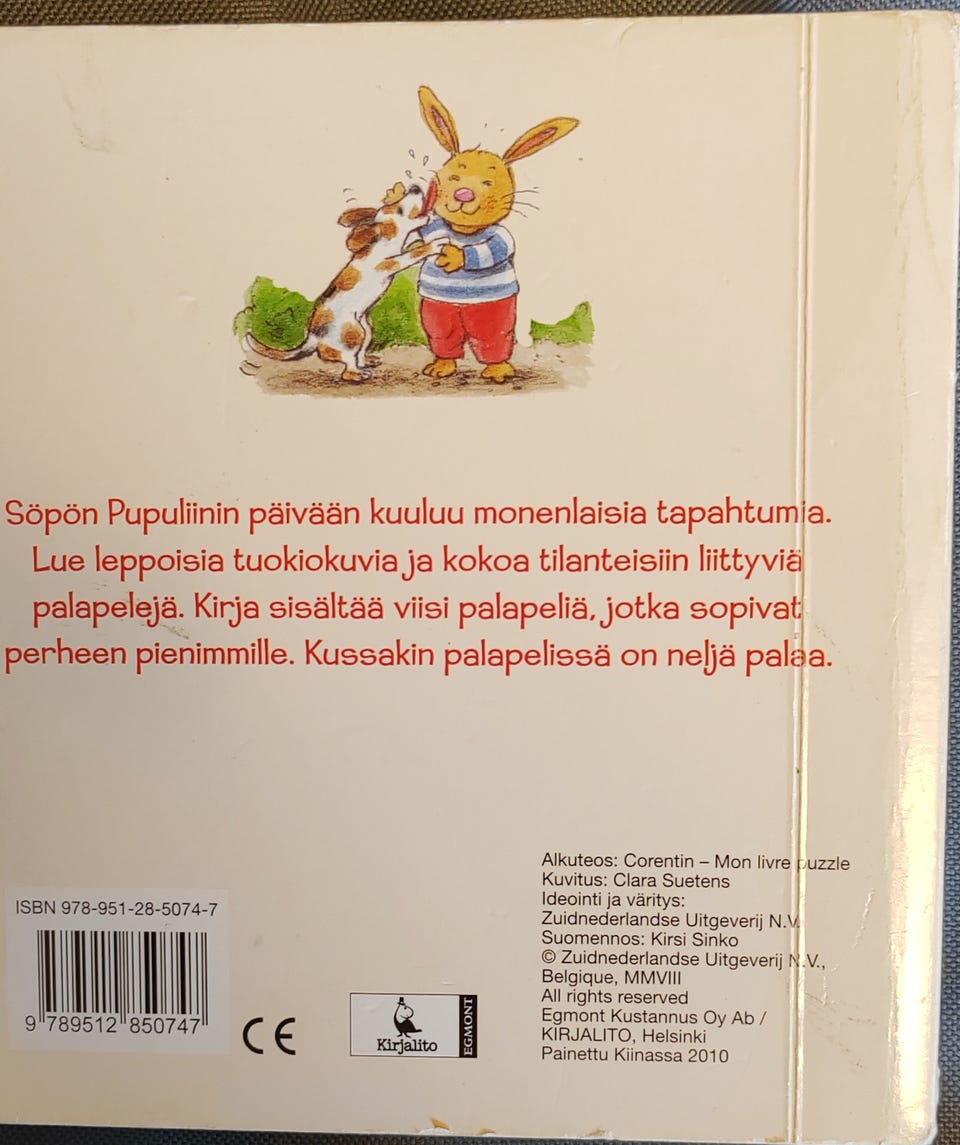 Söpön Pupuliinin päivään kuuluu monenlaisia tapahtumia.
Lue leppoisia tuokiokuvia ja kokoa tilanteisiin liittyviä
palapelejä. Kirja sisältää viisi palapeliä, jotka sopivat
perheen pienimmille. Kussakin palapelissä on neljä palaa.
ISBN 978-951-28-5074-7
9 789512 850747
CE
Kirjalito
EGMONT
Alkuteos: Corentin – Mon livre puzzle
Kuvitus: Clara Suetens
Ideointi ja väritys:
Zuidnederlandse Uitgeverij N.V.
Suomennos: Kirsi Sinko
© Zuidnederlandse Uitgeverij N.V.,
Belgique, MMVIII
All rights reserved
Egmont Kustannus Oy Ab /
KIRJALITO, Helsinki
Painettu Kiinassa 2010